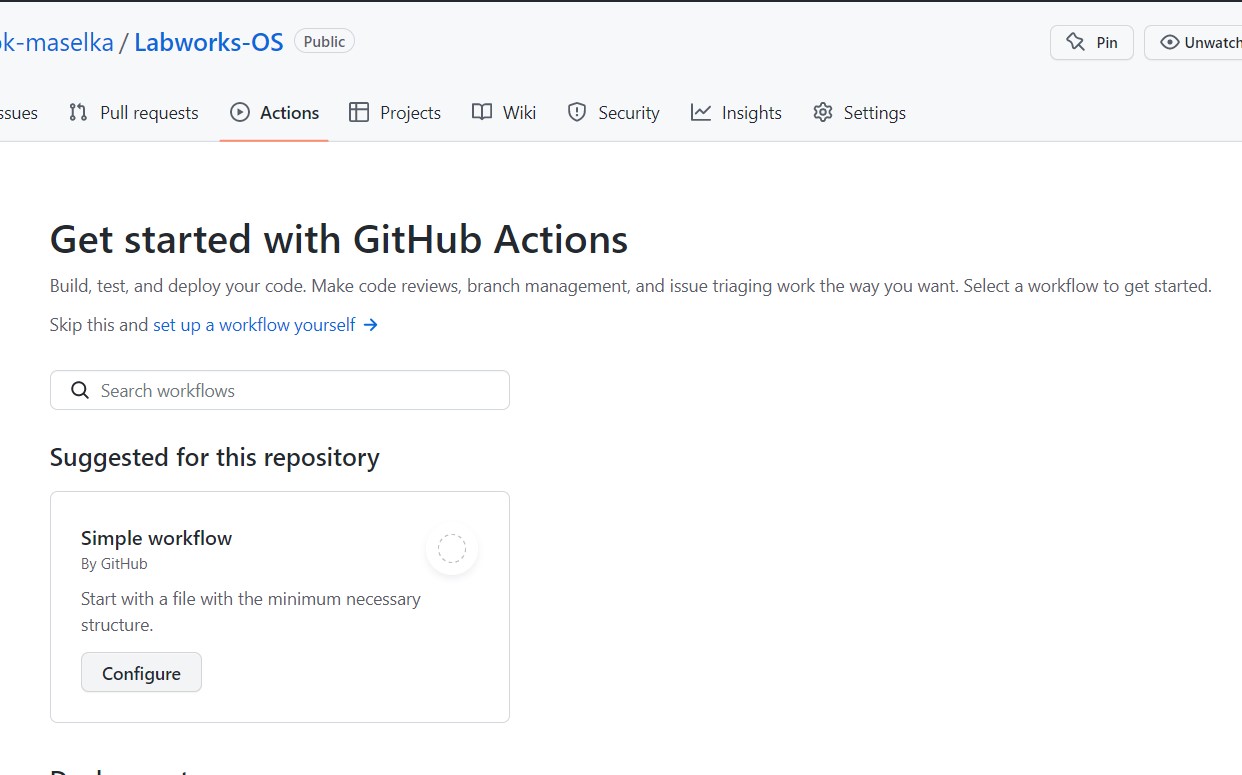 ok-maselka / Labworks-OS Public Pin Unwatch
ssues Pull requests Actions Projects Wiki Security Insights Settings
Get started with GitHub Actions
Build, test, and deploy your code. Make code reviews, branch management, and issue triaging work the way you want. Select a workflow to get started.
Skip this and set up a workflow yourself →
Search workflows
Suggested for this repository
Simple workflow
By GitHub
Start with a file with the minimum necessary
structure.
Configure